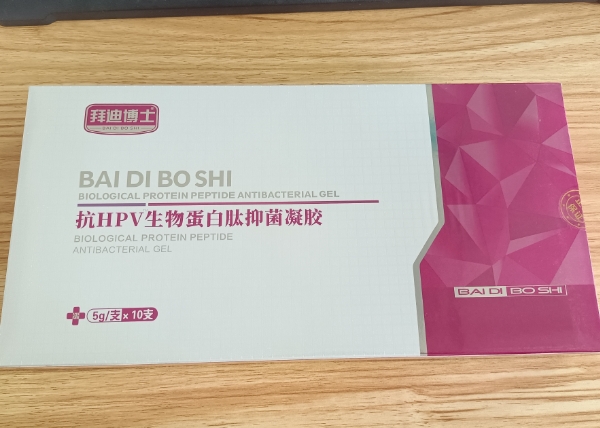 拜迪博士
BAI DI BO SHI
BAI DI BO SHI
BIOLOGICAL PROTEIN PEPTIDE ANTIBACTERIAL GEL
抗HPV生物蛋白肽抑菌凝胶
BIOLOGICAL PROTEIN PEPTIDE
ANTIBACTERIAL GEL
5g/支 x 10支
BAI DI BO SHI